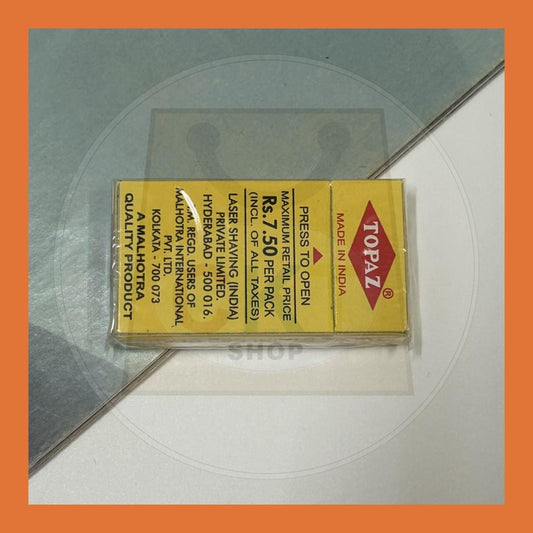 TOPAZ
®
MADE IN INDIA
PRESS TO OPEN
MAXIMUM RETAIL PRICE
Rs.7.50 PER PACK
(INCL. OF ALL TAXES)
LASER SHAVING (INDIA)
PRIVATE LIMITED.
HYDERABAD - 500 016.
M. REGD. USERS OF
MALHOTRA INTERNATIONAL
PVT. LTD.
KOLKATA - 700 073
A MALHOTRA
QUALITY PRODUCT
SHOP